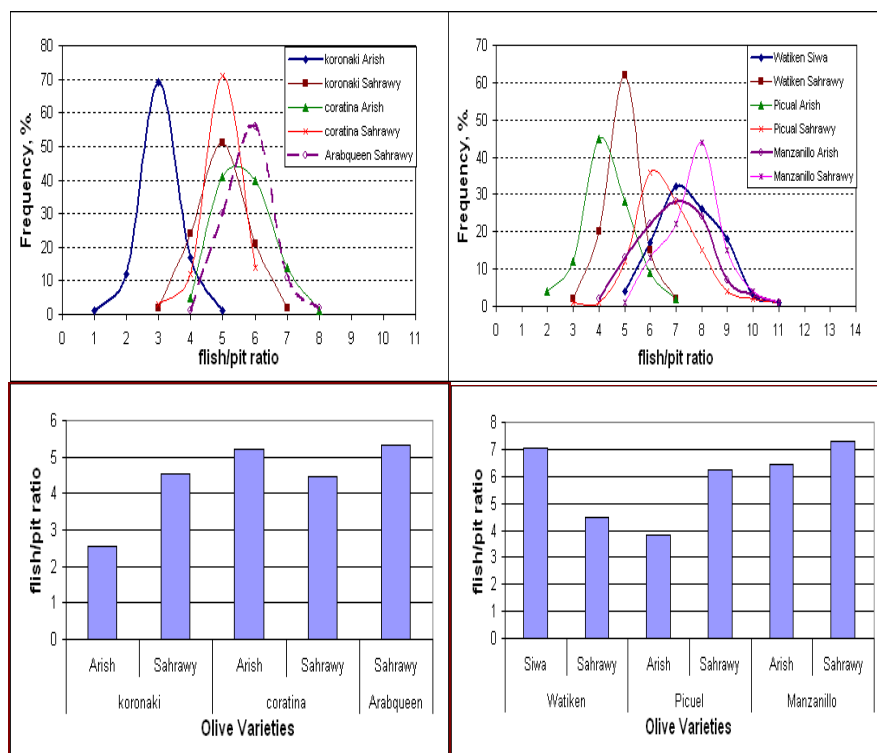 80
70
60
50
40
30
20
10
0
Frequency, %.
koronaki Arish
koronaki Sahrawy
coratina Arish
coratina Sahrawy
Arabqueen Sahrawy
0 1 2 3 4 5 6 7 8 9 10 11
flish/pit ratio
70
60
50
40
30
20
10
0
Frequency, %.
Watiken Siwa
Watiken Sahrawy
Picual Arish
Picual Sahrawy
Manzanillo Arish
Manzanillo Sahrawy
0 1 2 3 4 5 6 7 8 9 10 11 12 13 14
flish/pit ratio
6
5
4
3
2
1
0
flish/pit ratio
Arish Sahrawy Arish Sahrawy Sahrawy
koronaki coratina Arabqueen
Olive Varieties
8
7
6
5
4
3
2
1
0
flish/pit ratio
Siwa Sahrawy Arish Sahrawy Arish Sahrawy
Watiken Picuel Manzanillo
Olive Varieties